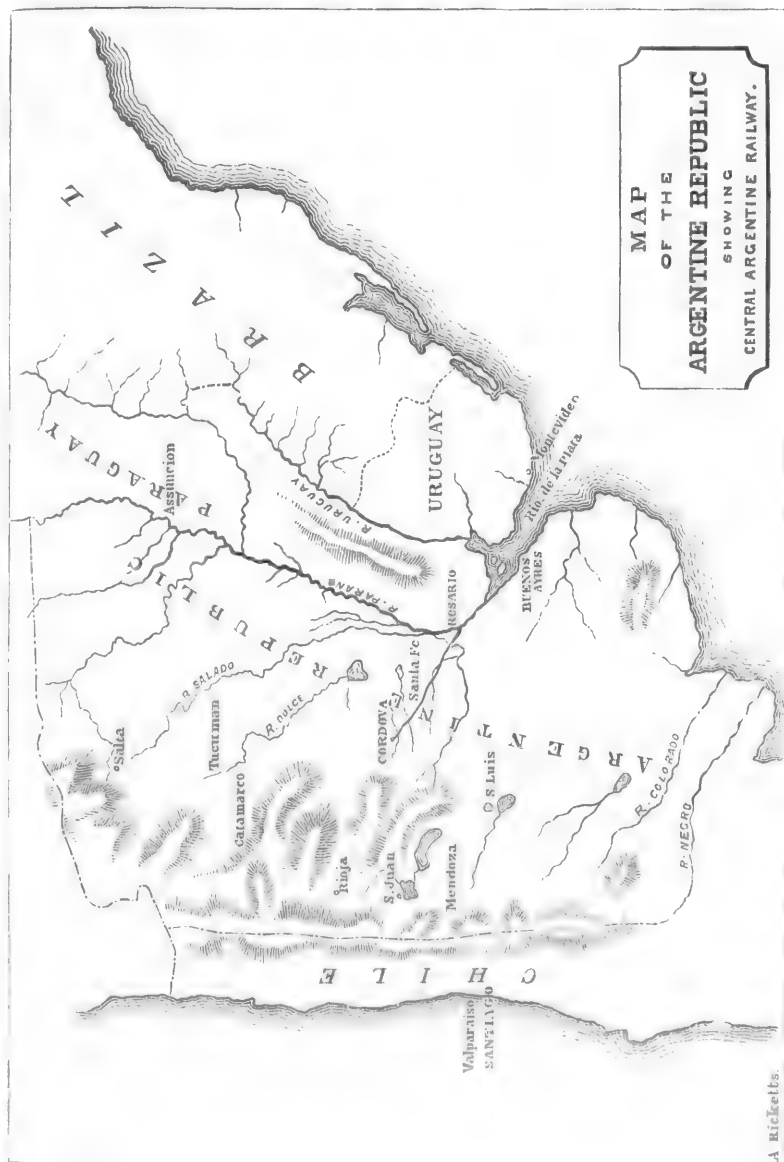 MAP
OF THE
ARGENTINE REPUBLIC
SHOWING
CENTRAL ARGENTINE RAILWAY.
BRAZIL
PARAGUAY
Assuncion
ARGENTINE REPUBLIC
R. SALADO
Salta
Tucuman
R. DULCE
Catamarco
R. PARANA
R. URUGUAY
URUGUAY
Montevideo
Rio. de la Plata
BUENOS
AYRES
ROSARIO
Santa Fe
CORDOVA
Rioja
S. Juan
Mendoza
S Luis
R. COLORADO
R. NEGRO
CHILE
Valparaiso
SANTIAGO
A Ricketts.